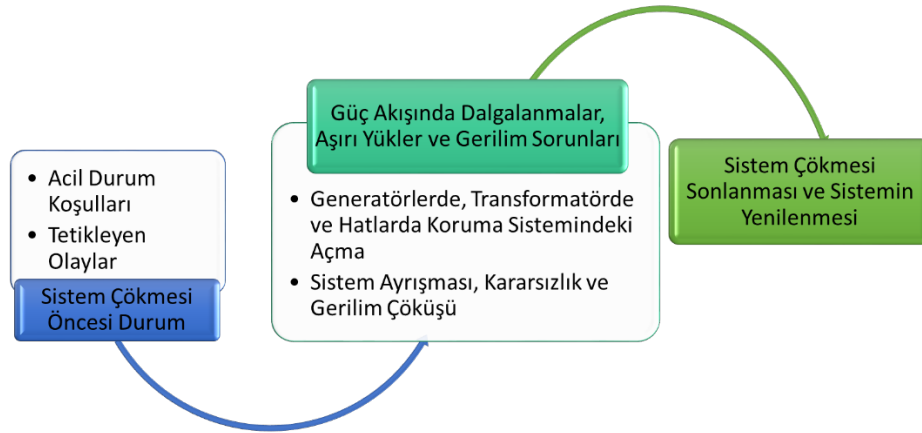 • Acil Durum
Koşulları
• Tetikleyen
Olaylar
Sistem Çökmesi
Öncesi Durum
Güç Akışında Dalgalanmalar,
Aşırı Yükler ve Gerilim Sorunları
• Generatörlerde, Transformatörde
ve Hatlarda Koruma Sistemindeki
Açma
• Sistem Ayrışması, Kararsızlık ve
Gerilim Çöküşü
Sistem Çökmesi
Sonlanması ve Sistemin
Yenilenmesi